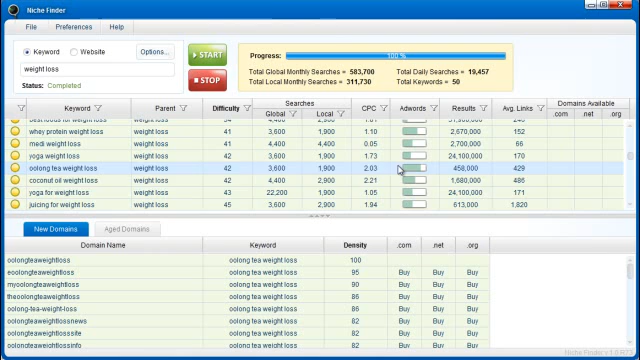 Niche Finder
File Preferences Help
Keyword Website Options...
weight loss
Status: Completed
START
STOP
Progress: 100 %
Total Global Monthly Searches = 583,700 Total Daily Searches = 19,457
Total Local Monthly Searches = 311,730 Total Keywords = 50
Searches Domains Available
Keyword Parent Difficulty Global Local CPC Adwords Results Avg. Links .com .net .org
best foods for weight loss weight loss
whey protein weight loss weight loss 41 3,600 1,900 1.10 2,670,000 152
medi weight loss weight loss 41 4,400 4,400 0.05 2,700,000 66
yoga weight loss weight loss 42 3,600 1,900 1.73 24,100,000 170
oolong tea weight loss weight loss 42 3,600 1,900 2.03 458,000 429
coconut oil weight loss weight loss 42 4,400 2,900 2.21 1,680,000 486
yoga for weight loss weight loss 43 22,200 1,900 1.05 24,100,000 171
juicing for weight loss weight loss 45 3,600 2,900 1.94 613,000 1,820
New Domains Aged Domains
Domain Name Keyword Density .com .net .org
oolongteaweightloss oolong tea weight loss 100
eoolongteaweightloss oolong tea weight loss 95 Buy Buy Buy
myoolongteaweightloss oolong tea weight loss 90 Buy Buy Buy
theoolongteaweightloss oolong tea weight loss 86 Buy Buy Buy
oolong-tea-weight-loss oolong tea weight loss 86 Buy Buy Buy
oolongteaweightlossnews oolong tea weight loss 82 Buy Buy Buy
oolongteaweightlosssite oolong tea weight loss 82 Buy Buy Buy
oolongteaweightlossinfo oolong tea weight loss 82 Buy Buy Buy